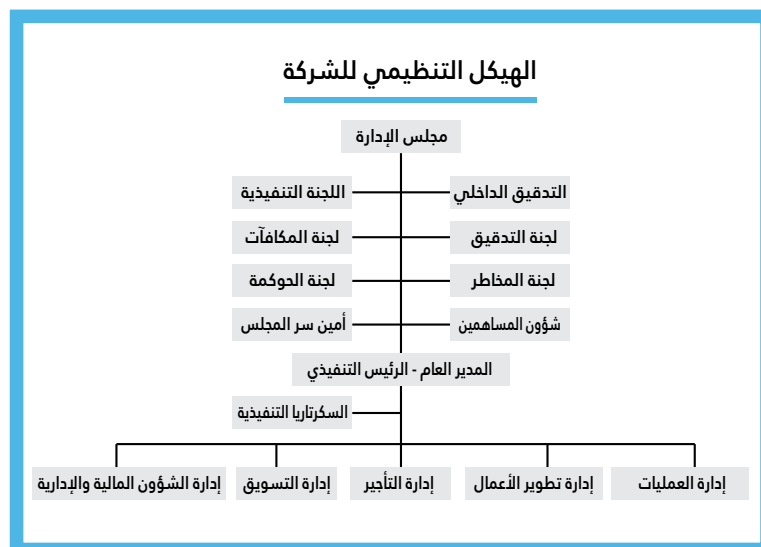 الهيكل التنظيمي للشركة
مجلس الإدارة
التدقيق الداخلي
اللجنة التنفيذية
لجنة التدقيق
لجنة المكافآت
لجنة المخاطر
لجنة الحوكمة
شؤون المساهمين
أمين سر المجلس
المدير العام - الرئيس التنفيذي
السكرتاريا التنفيذية
إدارة العمليات
إدارة تطوير الأعمال
إدارة التأجير
إدارة التسويق
إدارة الشؤون المالية والإدارية